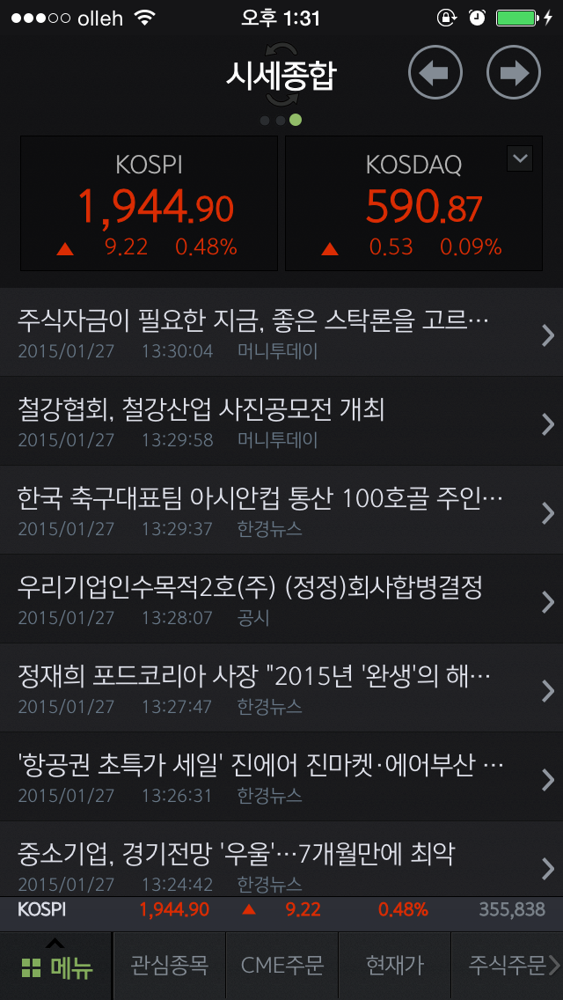 olleh 오후 1:31
시세종합
KOSPI KOSDAQ
1,944.90 590.87
▲ 9.22 0.48% ▲ 0.53 0.09%
주식자금이 필요한 지금, 좋은 스탁론을 고르…
2015/01/27 13:30:04 머니투데이
철강협회, 철강산업 사진공모전 개최
2015/01/27 13:29:58 머니투데이
한국 축구대표팀 아시안컵 통산 100호골 주인…
2015/01/27 13:29:37 한경뉴스
우리기업인수목적2호(주) (정정)회사합병결정
2015/01/27 13:28:07 공시
정재희 포드코리아 사장 "2015년 '완생'의 해…
2015/01/27 13:27:47 한경뉴스
'항공권 초특가 세일' 진에어 진마켓·에어부산 …
2015/01/27 13:26:31 한경뉴스
중소기업, 경기전망 '우울'…7개월만에 최악
2015/01/27 13:24:42 한경뉴스
KOSPI 1,944.90 ▲ 9.22 0.48% 355,838
메뉴 관심종목 CME주문 현재가 주식주문